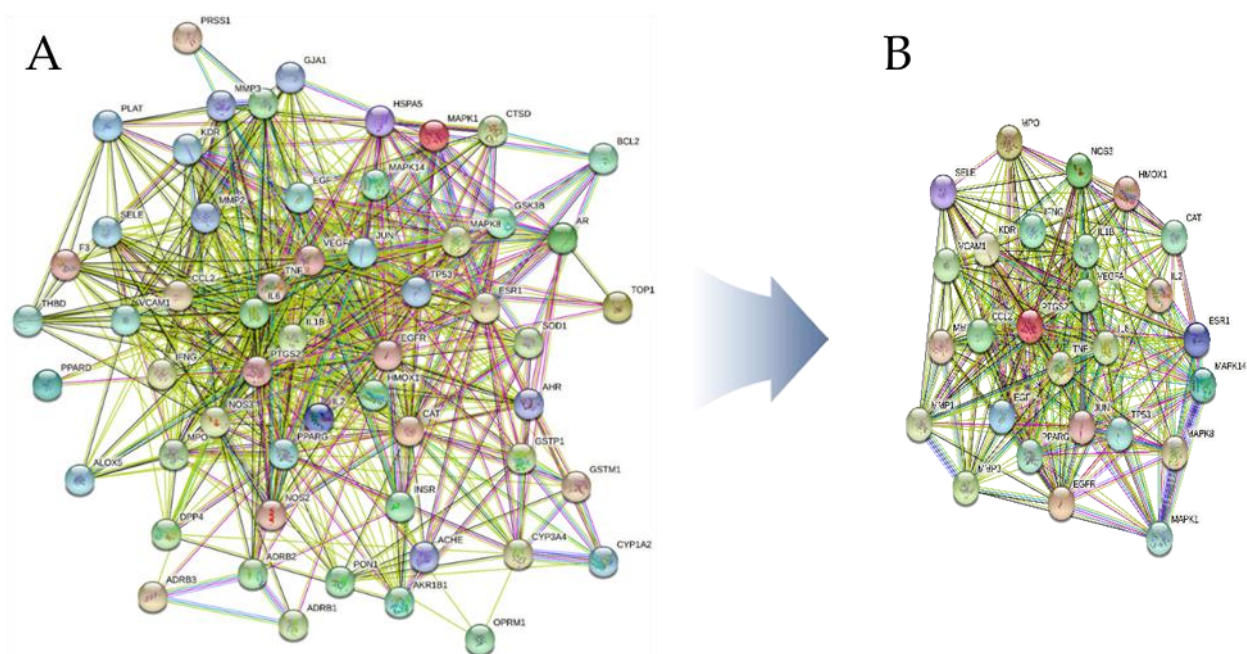 A
PRSS1
GJA1
MMP3
PLAT
HSPA5
MAPK1
CTSD
KDR
BCL2
MAPK14
EGF
MMP2
SELE
GSK3B
AR
MAPK8
JUN
VEGFA
F3
CCL2
TNF
TP53
IL6
ESR1
TOP1
THBD
VCAM1
IL1B
SOD1
EGFR
PTGS2
IFNG
PPARD
HMOX1
AHR
NOS3
IL2
CAT
MPO
PPARG
GSTP1
ALOX5
GSTM1
NOS2
INSR
DPP4
ACHE
CYP3A4
CYP1A2
ADRB2
PON1
ADRB3
AKR1B1
ADRB1
OPRM1
B
MPO
NOS3
SELE
HMOX1
IFNG
CAT
KDR
IL1B
VCAM1
VEGFA
IL2
PTGS2
CCL2
ESR1
IL6
TNF
MAPK14
MMP1
EGF
JUN
TP53
PPARG
MAPK8
MMP3
EGFR
MAPK1